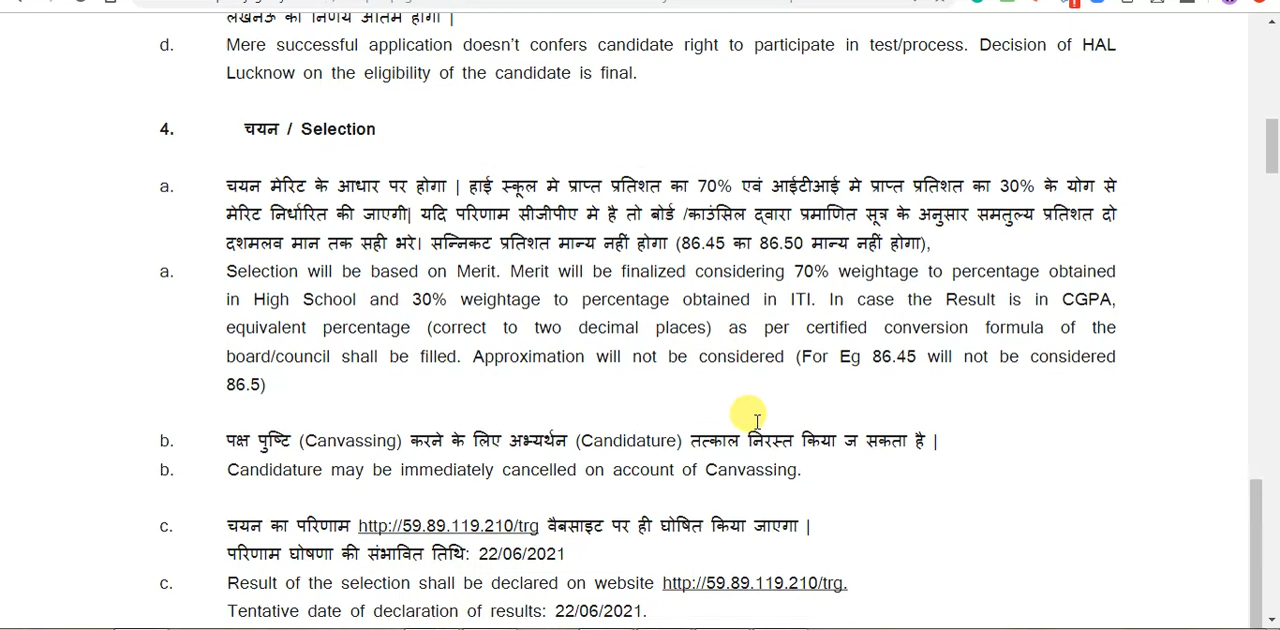 लखनऊ का निर्णय अंतिम होगा |
d. Mere successful application doesn't confers candidate right to participate in test/process. Decision of HAL
Lucknow on the eligibility of the candidate is final.
4. चयन / Selection
a. चयन मेरिट के आधार पर होगा | हाई स्कूल मे प्राप्त प्रतिशत का 70% एवं आईटीआई मे प्राप्त प्रतिशत का 30% के योग से
मेरिट निर्धारित की जाएगी| यदि परिणाम सीजीपीए मे है तो बोर्ड /काउंसिल द्वारा प्रमाणित सूत्र के अनुसार समतुल्य प्रतिशत दो
दशमलव मान तक सही भरे। सन्निकट प्रतिशत मान्य नहीं होगा (86.45 का 86.50 मान्य नहीं होगा),
a. Selection will be based on Merit. Merit will be finalized considering 70% weightage to percentage obtained
in High School and 30% weightage to percentage obtained in ITI. In case the Result is in CGPA,
equivalent percentage (correct to two decimal places) as per certified conversion formula of the
board/council shall be filled. Approximation will not be considered (For Eg 86.45 will not be considered
86.5)
b. पक्ष पुष्टि (Canvassing) करने के लिए अभ्यर्थन (Candidature) तत्काल निरस्त किया ज सकता है |
b. Candidature may be immediately cancelled on account of Canvassing.
c. चयन का परिणाम http://59.89.119.210/trg वैबसाइट पर ही घोषित किया जाएगा |
परिणाम घोषणा की संभावित तिथि: 22/06/2021
c. Result of the selection shall be declared on website http://59.89.119.210/trg.
Tentative date of declaration of results: 22/06/2021.